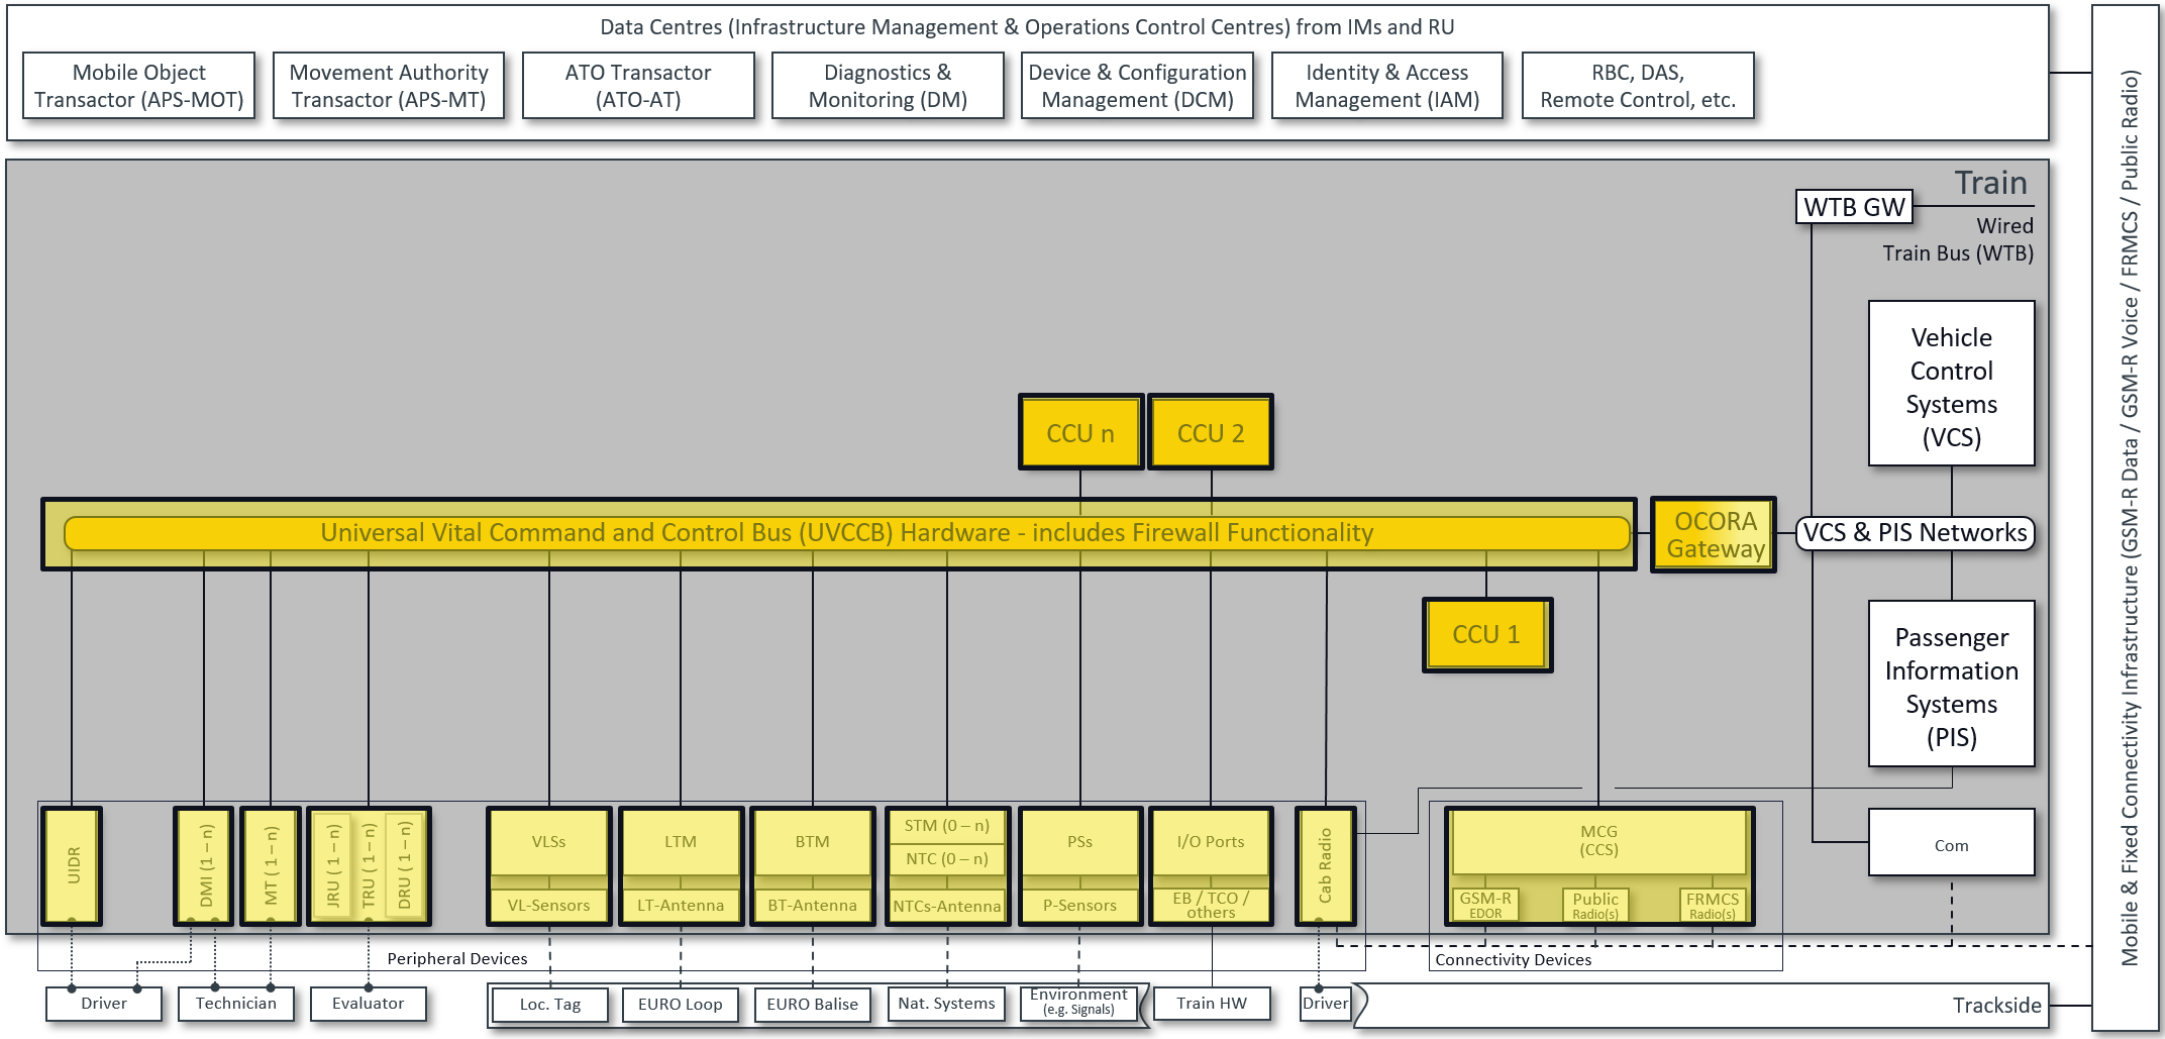 Data Centres (Infrastructure Management & Operations Control Centres) from IMs and RU
Mobile Object
Transactor (APS-MOT)
Movement Authority
Transactor (APS-MT)
ATO Transactor
(ATO-AT)
Diagnostics &
Monitoring (DM)
Device & Configuration
Management (DCM)
Identity & Access
Management (IAM)
RBC, DAS,
Remote Control, etc.
Mobile & Fixed Connectivity Infrastructure (GSM-R Data / GSM-R Voice / FRMCS / Public Radio)
Train
WTB GW
Wired
Train Bus (WTB)
Vehicle
Control
Systems
(VCS)
CCU n
CCU 2
Universal Vital Command and Control Bus (UVCCB) Hardware - includes Firewall Functionality
OCORA
Gateway
VCS & PIS Networks
CCU 1
Passenger
Information
Systems
(PIS)
UIDR
DMI (1 – n)
MT ( 1 – n)
JRU ( 1 – n)
TRU ( 1 – n)
DRU ( 1 – n)
VLSs
VL-Sensors
LTM
LT-Antenna
BTM
BT-Antenna
STM (0 – n)
NTC (0 – n)
NTCs-Antenna
PSs
P-Sensors
I/O Ports
EB / TCO /
others
Cab Radio
MCG
(CCS)
GSM-R
EDOR
Public
Radio(s)
FRMCS
Radio(s)
Com
Peripheral Devices
Connectivity Devices
Driver
Technician
Evaluator
Loc. Tag
EURO Loop
EURO Balise
Nat. Systems
Environment
(e.g. Signals)
Train HW
Driver
Trackside